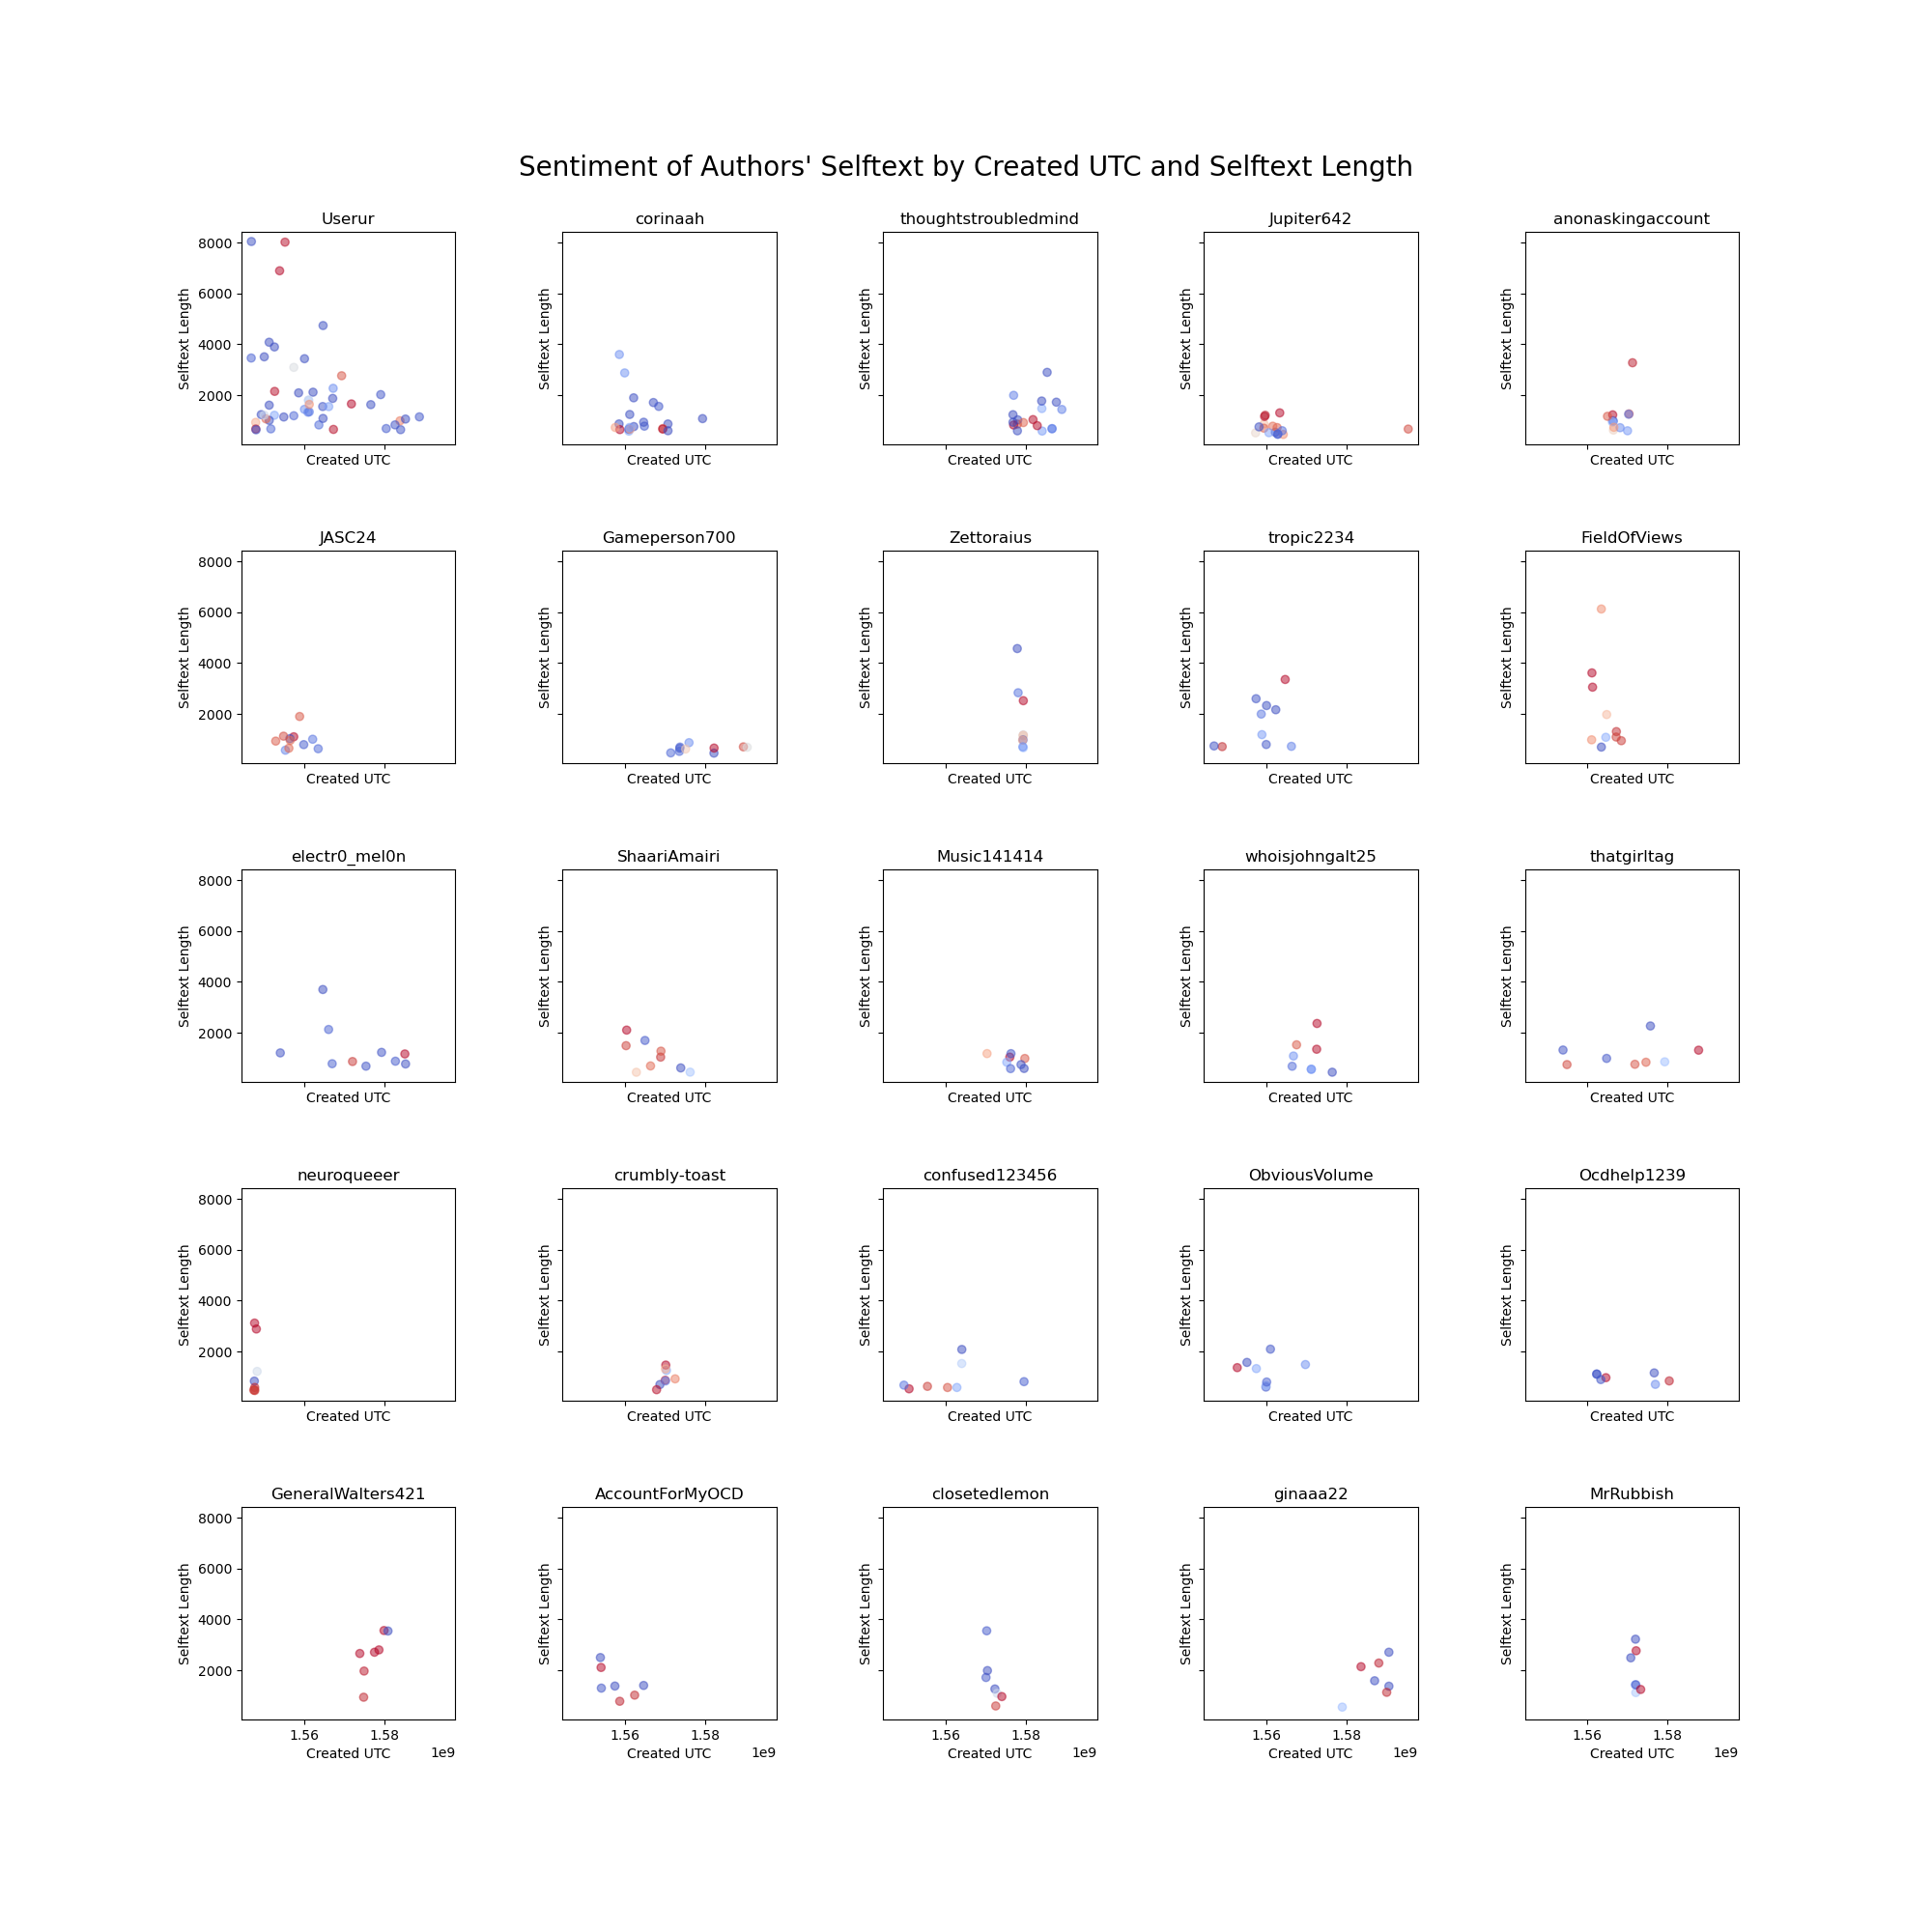 Sentiment of Authors' Selftext by Created UTC and Selftext Length
Userur
corinaah
thoughtstroubledmind
Jupiter642
anonaskingaccount
8000
6000
4000
2000
Selftext Length
Selftext Length
Selftext Length
Selftext Length
Selftext Length
Created UTC
Created UTC
Created UTC
Created UTC
Created UTC
JASC24
Gameperson700
Zettoraius
tropic2234
FieldOfViews
8000
6000
4000
2000
Selftext Length
Selftext Length
Selftext Length
Selftext Length
Selftext Length
Created UTC
Created UTC
Created UTC
Created UTC
Created UTC
electr0_mel0n
ShaariAmairi
Music141414
whoisjohngalt25
thatgirltag
8000
6000
4000
2000
Selftext Length
Selftext Length
Selftext Length
Selftext Length
Selftext Length
Created UTC
Created UTC
Created UTC
Created UTC
Created UTC
neuroqueeer
crumbly-toast
confused123456
ObviousVolume
Ocdhelp1239
8000
6000
4000
2000
Selftext Length
Selftext Length
Selftext Length
Selftext Length
Selftext Length
Created UTC
Created UTC
Created UTC
Created UTC
Created UTC
GeneralWalters421
AccountForMyOCD
closetedlemon
ginaaa22
MrRubbish
8000
6000
4000
2000
Selftext Length
Selftext Length
Selftext Length
Selftext Length
Selftext Length
1.56 1.58
1.56 1.58
1.56 1.58
1.56 1.58
1.56 1.58
Created UTC 1e9
Created UTC 1e9
Created UTC 1e9
Created UTC 1e9
Created UTC 1e9